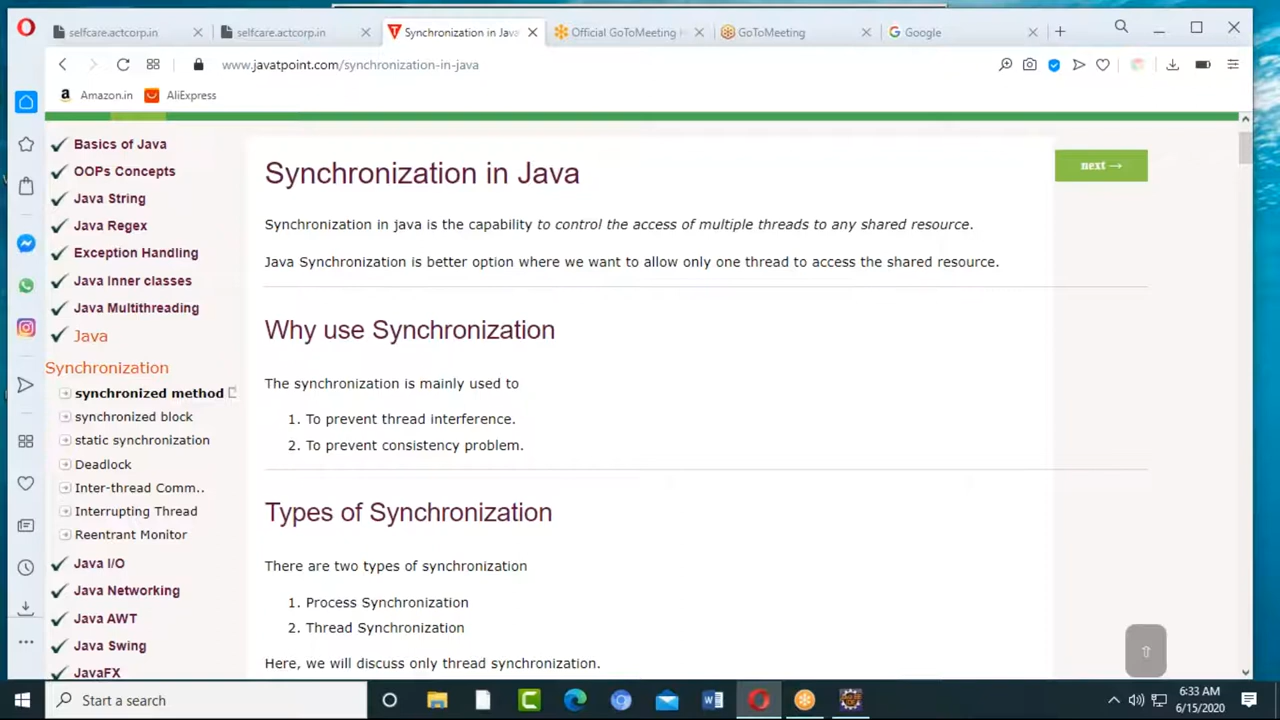 selfcare.actcorp.in
selfcare.actcorp.in
Synchronization in Java
Official GoToMeeting
GoToMeeting
Google
www.javatpoint.com/synchronization-in-java
Amazon.in
AliExpress
Basics of Java
OOPs Concepts
Java String
Java Regex
Exception Handling
Java Inner classes
Java Multithreading
Java
Synchronization
synchronized method
synchronized block
static synchronization
Deadlock
Inter-thread Comm..
Interrupting Thread
Reentrant Monitor
Java I/O
Java Networking
Java AWT
Java Swing
JavaFX
Synchronization in Java
next →
Synchronization in java is the capability to control the access of multiple threads to any shared resource.
Java Synchronization is better option where we want to allow only one thread to access the shared resource.
Why use Synchronization
The synchronization is mainly used to
1. To prevent thread interference.
2. To prevent consistency problem.
Types of Synchronization
There are two types of synchronization
1. Process Synchronization
2. Thread Synchronization
Here, we will discuss only thread synchronization.
Start a search
6:33 AM
6/15/2020